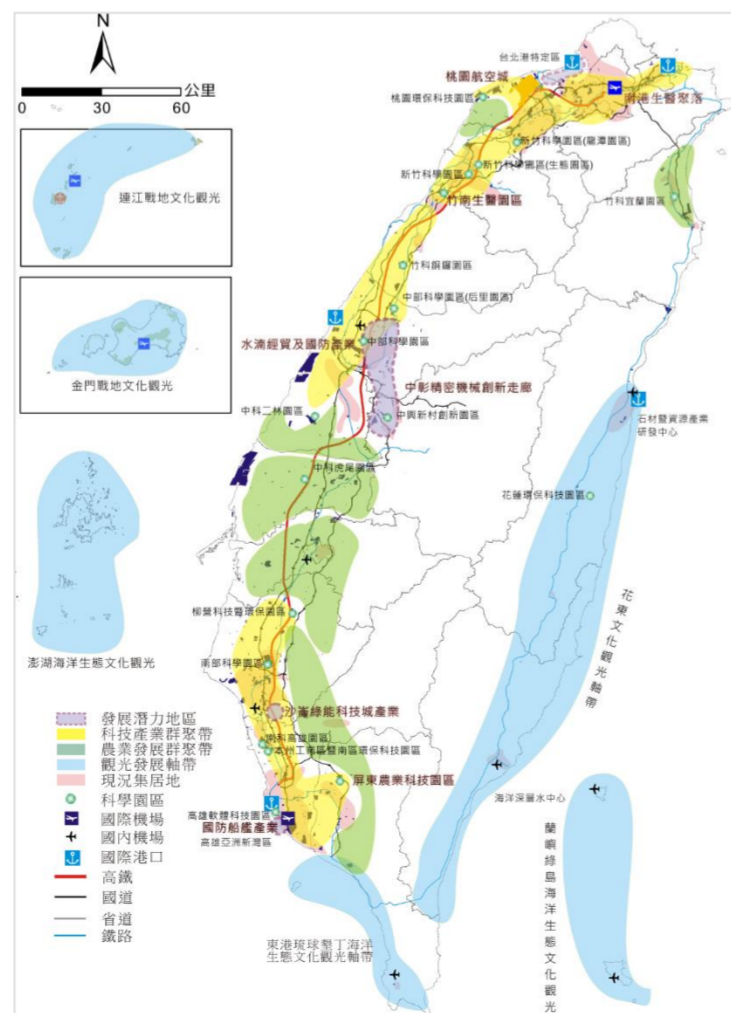 N
公里
0 30 60
連江戰地文化觀光
金門戰地文化觀光
澎湖海洋生態文化觀光
台北港特定區
桃園航空城
桃園環保科技園區
南港生醫聚落
新竹科學園區(龍潭園區)
新竹科學園區(生醫園區)
新竹科學園區
竹南生醫園區
竹科宜蘭園區
竹科銅鑼園區
中部科學園區(后里園區)
水湳經貿及國防產業
中部科學園區
中彰精密機械創新走廊
中科二林園區
中興新村創新園區
石材暨資源產業
研發中心
中科虎尾園區
花蓮環保科技園區
花東文化觀光軸帶
柳營科技暨環保園區
南部科學園區
沙崙綠能科技城產業
南科高雄園區
本州工商區暨南區環保科技園區
屏東農業科技園區
海洋深層水中心
高雄軟體科技園區
國防船艦產業
高雄亞洲新灣區
蘭嶼綠島海洋生態文化觀光
東港琉球墾丁海洋
生態文化觀光軸帶
發展潛力地區
科技產業群聚帶
農業發展群聚帶
觀光發展軸帶
現況集居地
科學園區
國際機場
國內機場
國際港口
高鐵
國道
省道
鐵路